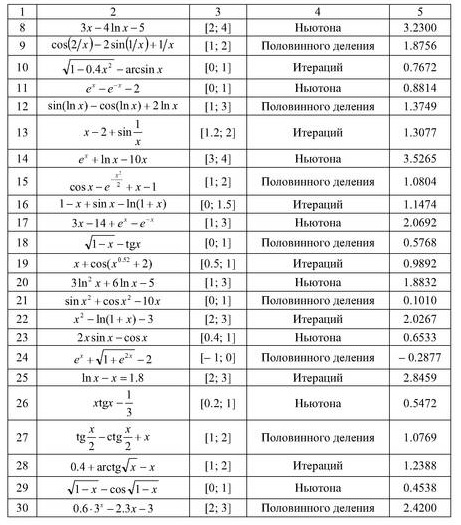 1 2 3 4 5
8 3x − 4 ln x − 5 [2; 4] Ньютона 3.2300
9 cos(2/x) − 2 sin(1/x) + 1/x [1; 2] Половинного деления 1.8756
10 √(1 − 0.4x²) − arcsin x [0; 1] Итераций 0.7672
11 eˣ − e⁻ˣ − 2 [0; 1] Ньютона 0.8814
12 sin(ln x) − cos(ln x) + 2 ln x [1; 3] Половинного деления 1.3749
13 x − 2 + sin 1/x [1.2; 2] Итераций 1.3077
14 eˣ + ln x − 10x [3; 4] Ньютона 3.5265
15 cos x − e^(−x²/2) + x − 1 [1; 2] Половинного деления 1.0804
16 1 − x + sin x − ln(1 + x) [0; 1.5] Итераций 1.1474
17 3x − 14 + eˣ − e⁻ˣ [1; 3] Ньютона 2.0692
18 √(1 − x) − tgx [0; 1] Половинного деления 0.5768
19 x + cos(x^0.52 + 2) [0.5; 1] Итераций 0.9892
20 3 ln² x + 6 ln x − 5 [1; 3] Ньютона 1.8832
21 sin x² + cos x² − 10x [0; 1] Половинного деления 0.1010
22 x² − ln(1 + x) − 3 [2; 3] Итераций 2.0267
23 2x sin x − cos x [0.4; 1] Ньютона 0.6533
24 eˣ + √(1 + e²ˣ) − 2 [− 1; 0] Половинного деления − 0.2877
25 ln x − x = 1.8 [2; 3] Итераций 2.8459
26 xtgx − 1/3 [0.2; 1] Ньютона 0.5472
27 tg x/2 − ctg x/2 + x [1; 2] Половинного деления 1.0769
28 0.4 + arctg√x − x [1; 2] Итераций 1.2388
29 √(1 − x) − cos √(1 − x) [0; 1] Ньютона 0.4538
30 0.6 · 3ˣ − 2.3x − 3 [2; 3] Половинного деления 2.4200